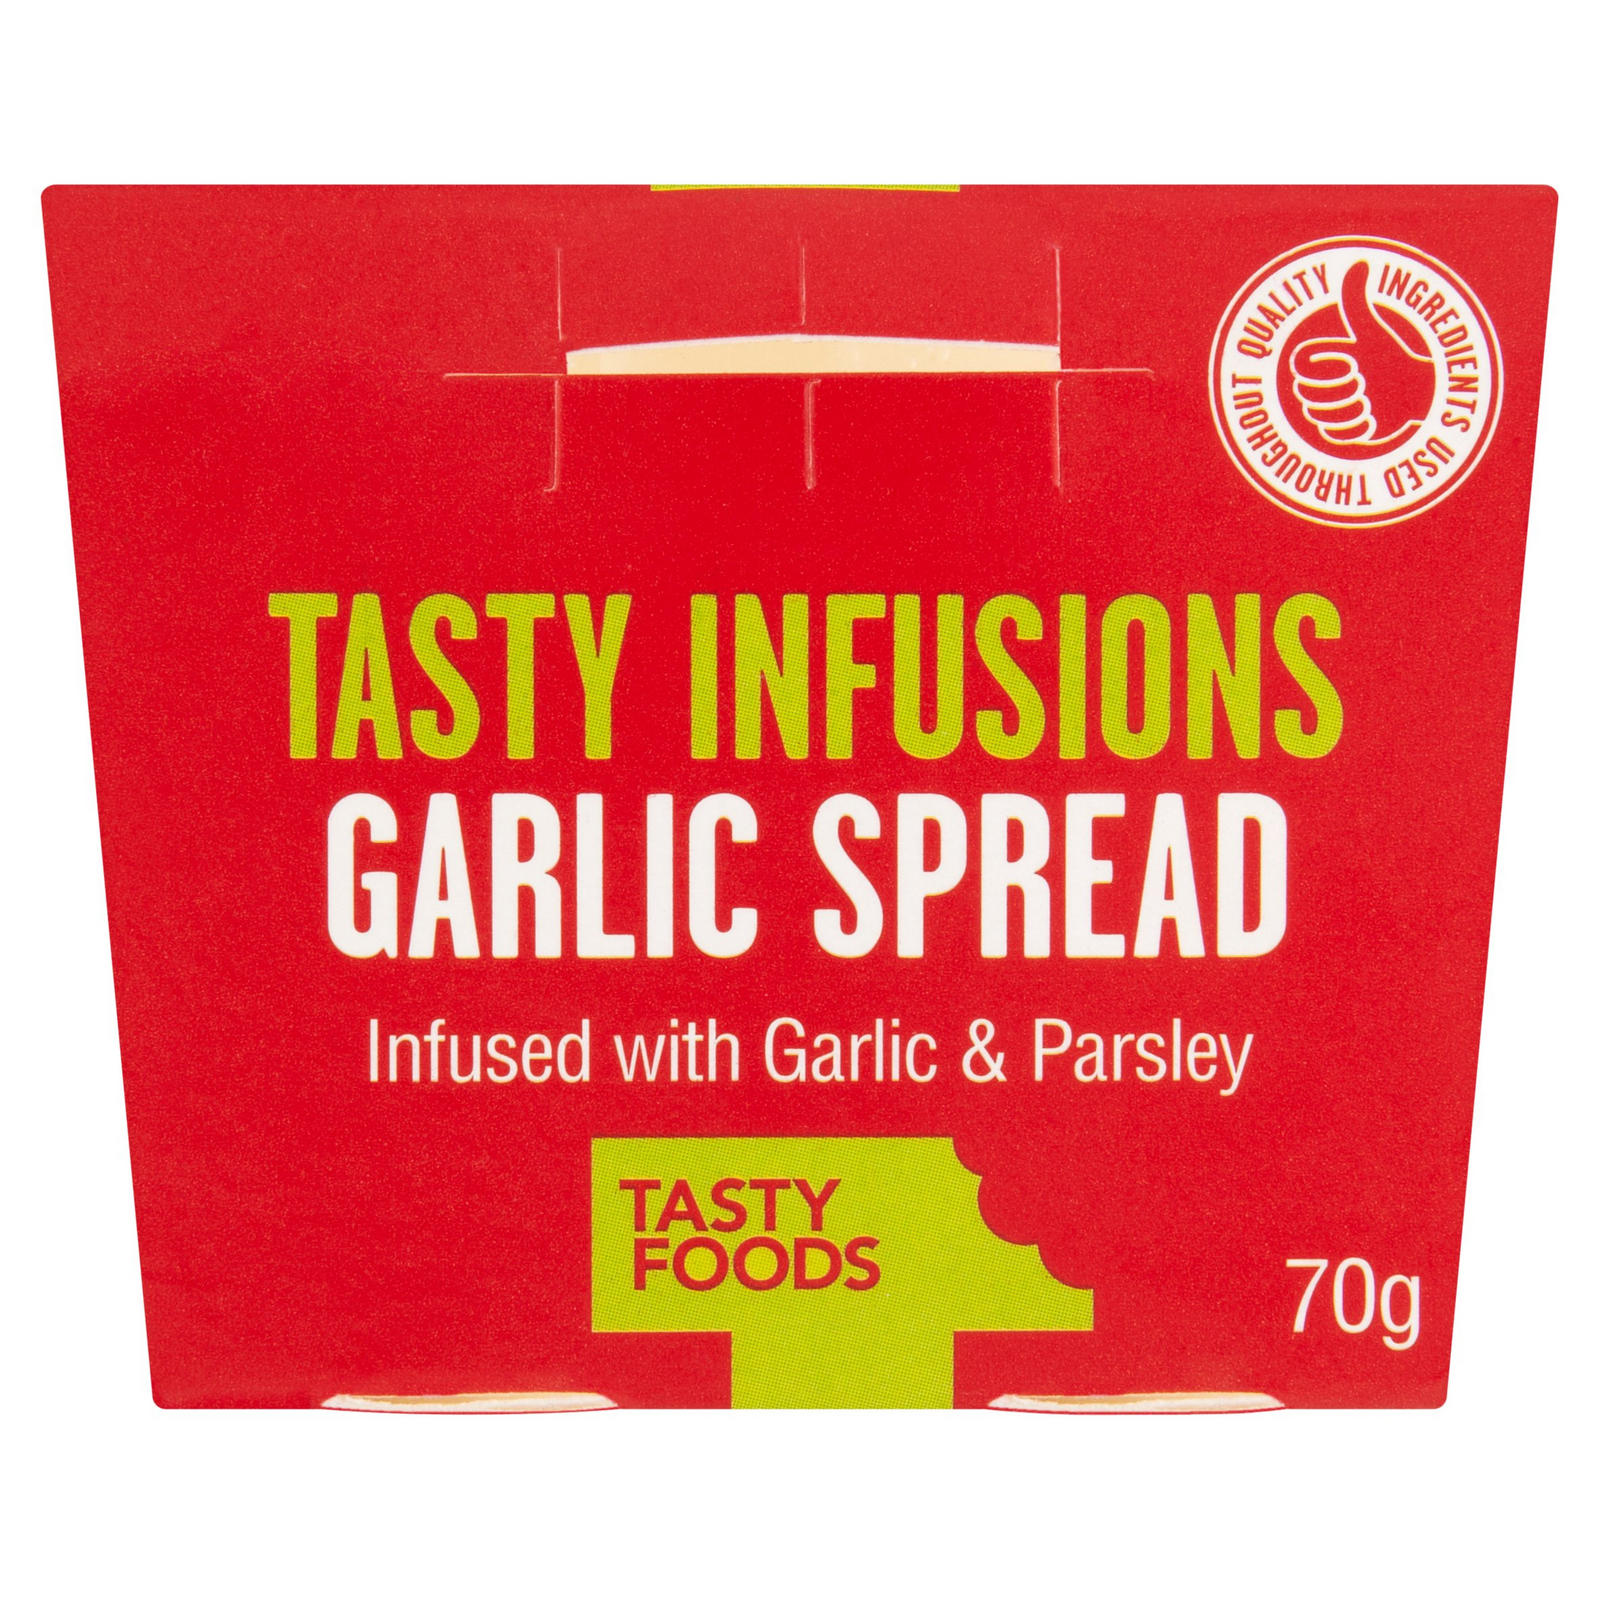 QUALITY INGREDIENTS USED THROUGHOUT
TASTY INFUSIONS
GARLIC SPREAD
Infused with Garlic & Parsley
TASTY
FOODS
70g